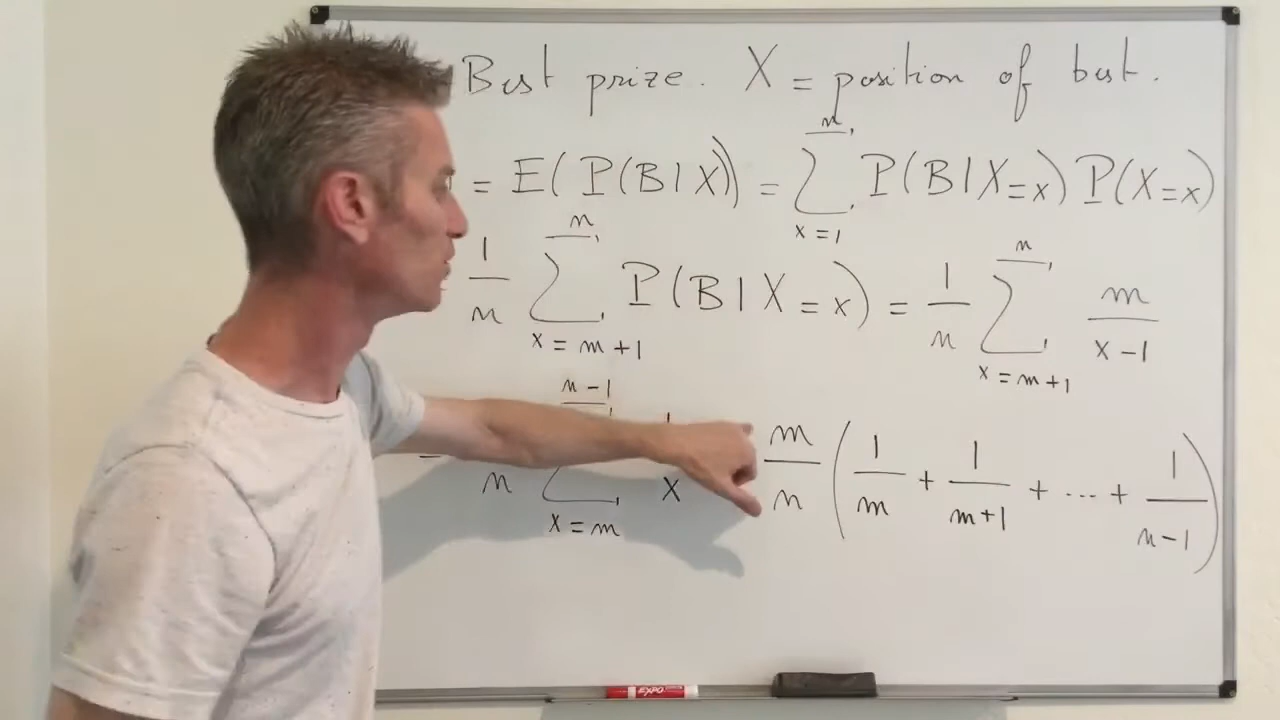 Best prize. X = position of best.
= E(P(B|X)) = Σ_{x=1}^{n} P(B|X=x) P(X=x)
1/n Σ_{x=m+1}^{n} P(B|X=x) = 1/n Σ_{x=m+1}^{n} m/(x-1)
n Σ_{x=m}^{n-1} 1/x m/n (1/m + 1/(m+1) + ... + 1/(n-1))
EXPO